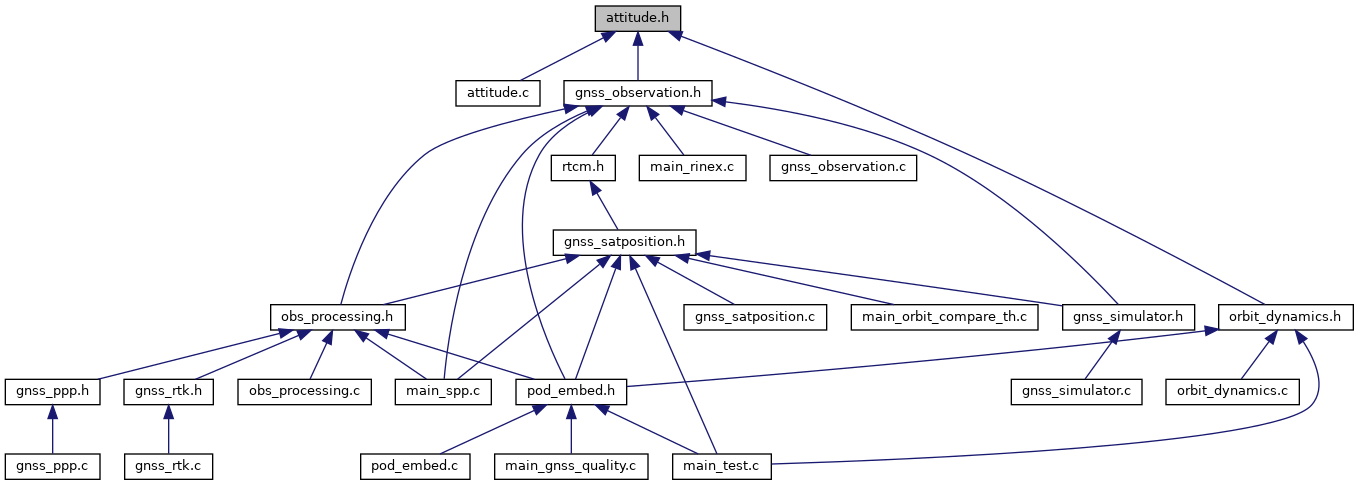 attitude.h
attitude.c
gnss_observation.h
rtcm.h
main_rinex.c
gnss_observation.c
gnss_satposition.h
obs_processing.h
gnss_satposition.c
main_orbit_compare_th.c
gnss_simulator.h
orbit_dynamics.h
gnss_ppp.h
gnss_rtk.h
obs_processing.c
main_spp.c
pod_embed.h
gnss_simulator.c
orbit_dynamics.c
gnss_ppp.c
gnss_rtk.c
pod_embed.c
main_gnss_quality.c
main_test.c